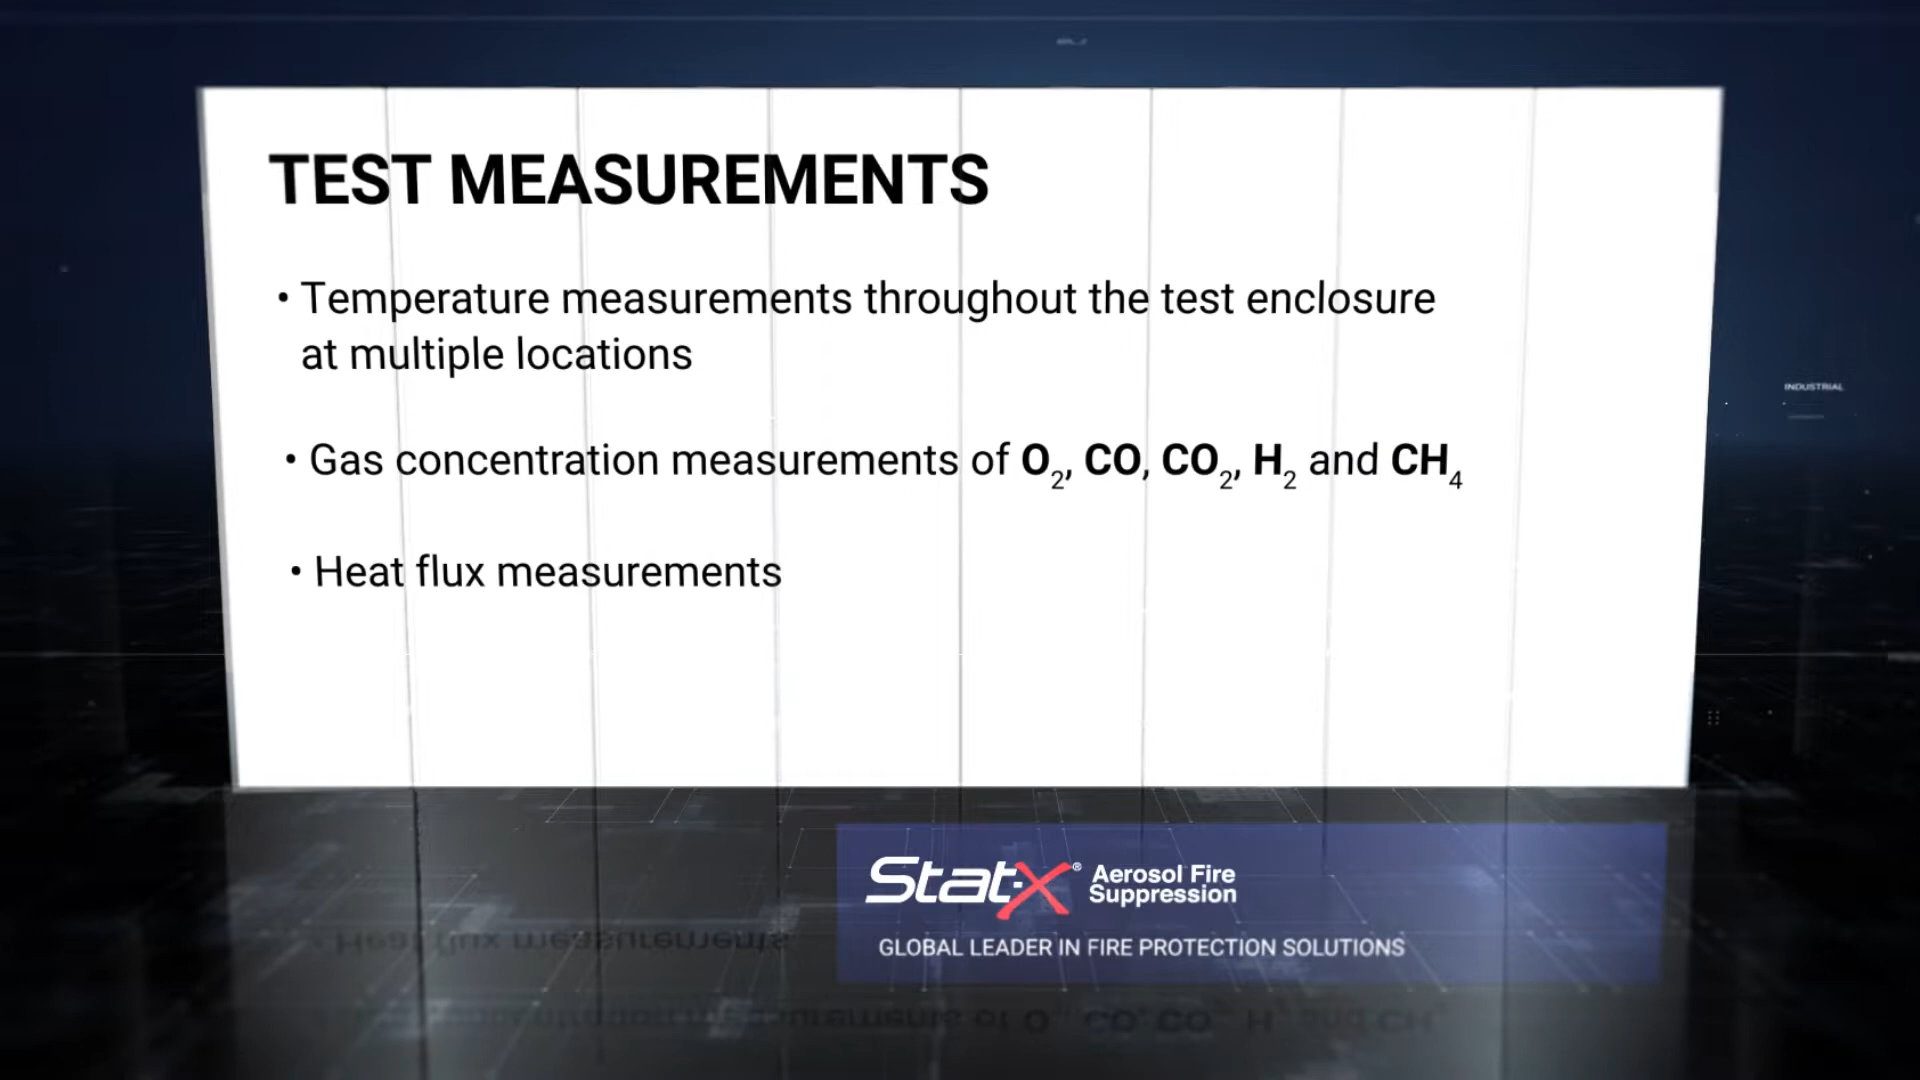 TEST MEASUREMENTS
• Temperature measurements throughout the test enclosure
at multiple locations
• Gas concentration measurements of O₂, CO, CO₂, H₂ and CH₄
• Heat flux measurements
INDUSTRIAL
Stat-X® Aerosol Fire
Suppression
GLOBAL LEADER IN FIRE PROTECTION SOLUTIONS